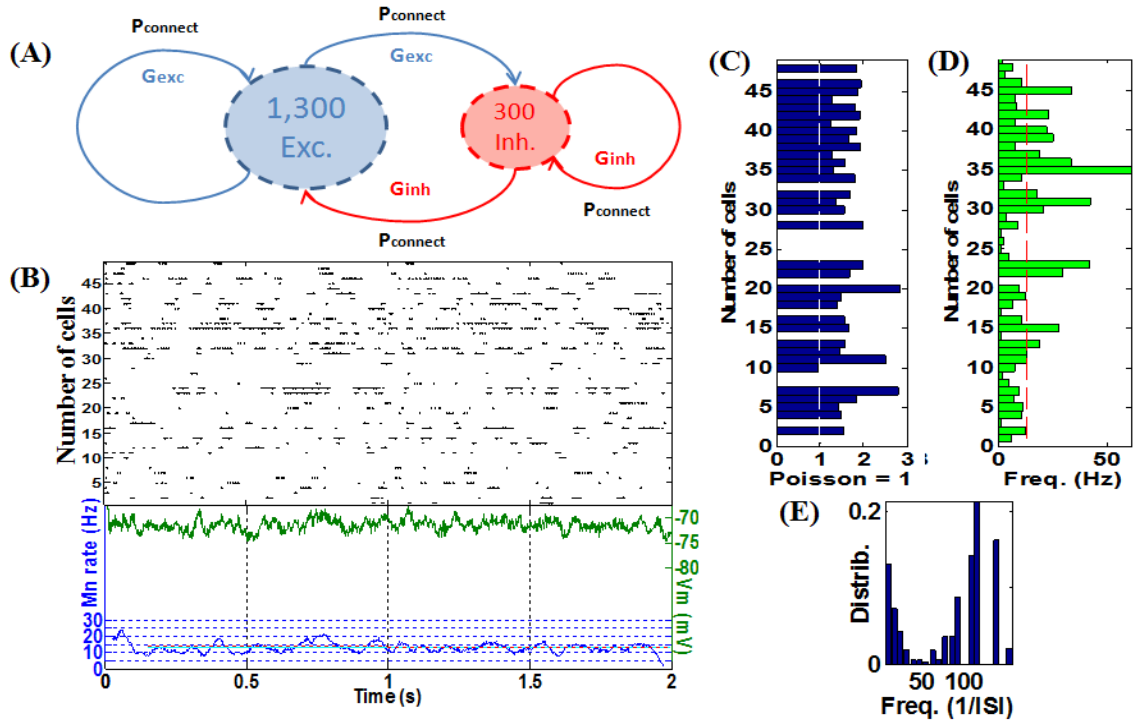 (A)
Pconnect
Pconnect
Gexc
Gexc
1,300
Exc.
300
Inh.
Ginh
Ginh
Pconnect
Pconnect
(B)
Number of cells
45
40
35
30
25
20
15
10
5
0
Mn rate (Hz)
30
20
10
0
-70
-75
-80
Vm (mV)
0
0.5
1
1.5
2
Time (s)
(C)
Number of cells
45
40
35
30
25
20
15
10
5
0
0
1
2
3
Poisson = 1
(D)
Number of cells
45
40
35
30
25
20
15
10
5
0
0
50
Freq. (Hz)
(E)
Distrib.
0.2
0
50
100
Freq. (1/ISI)